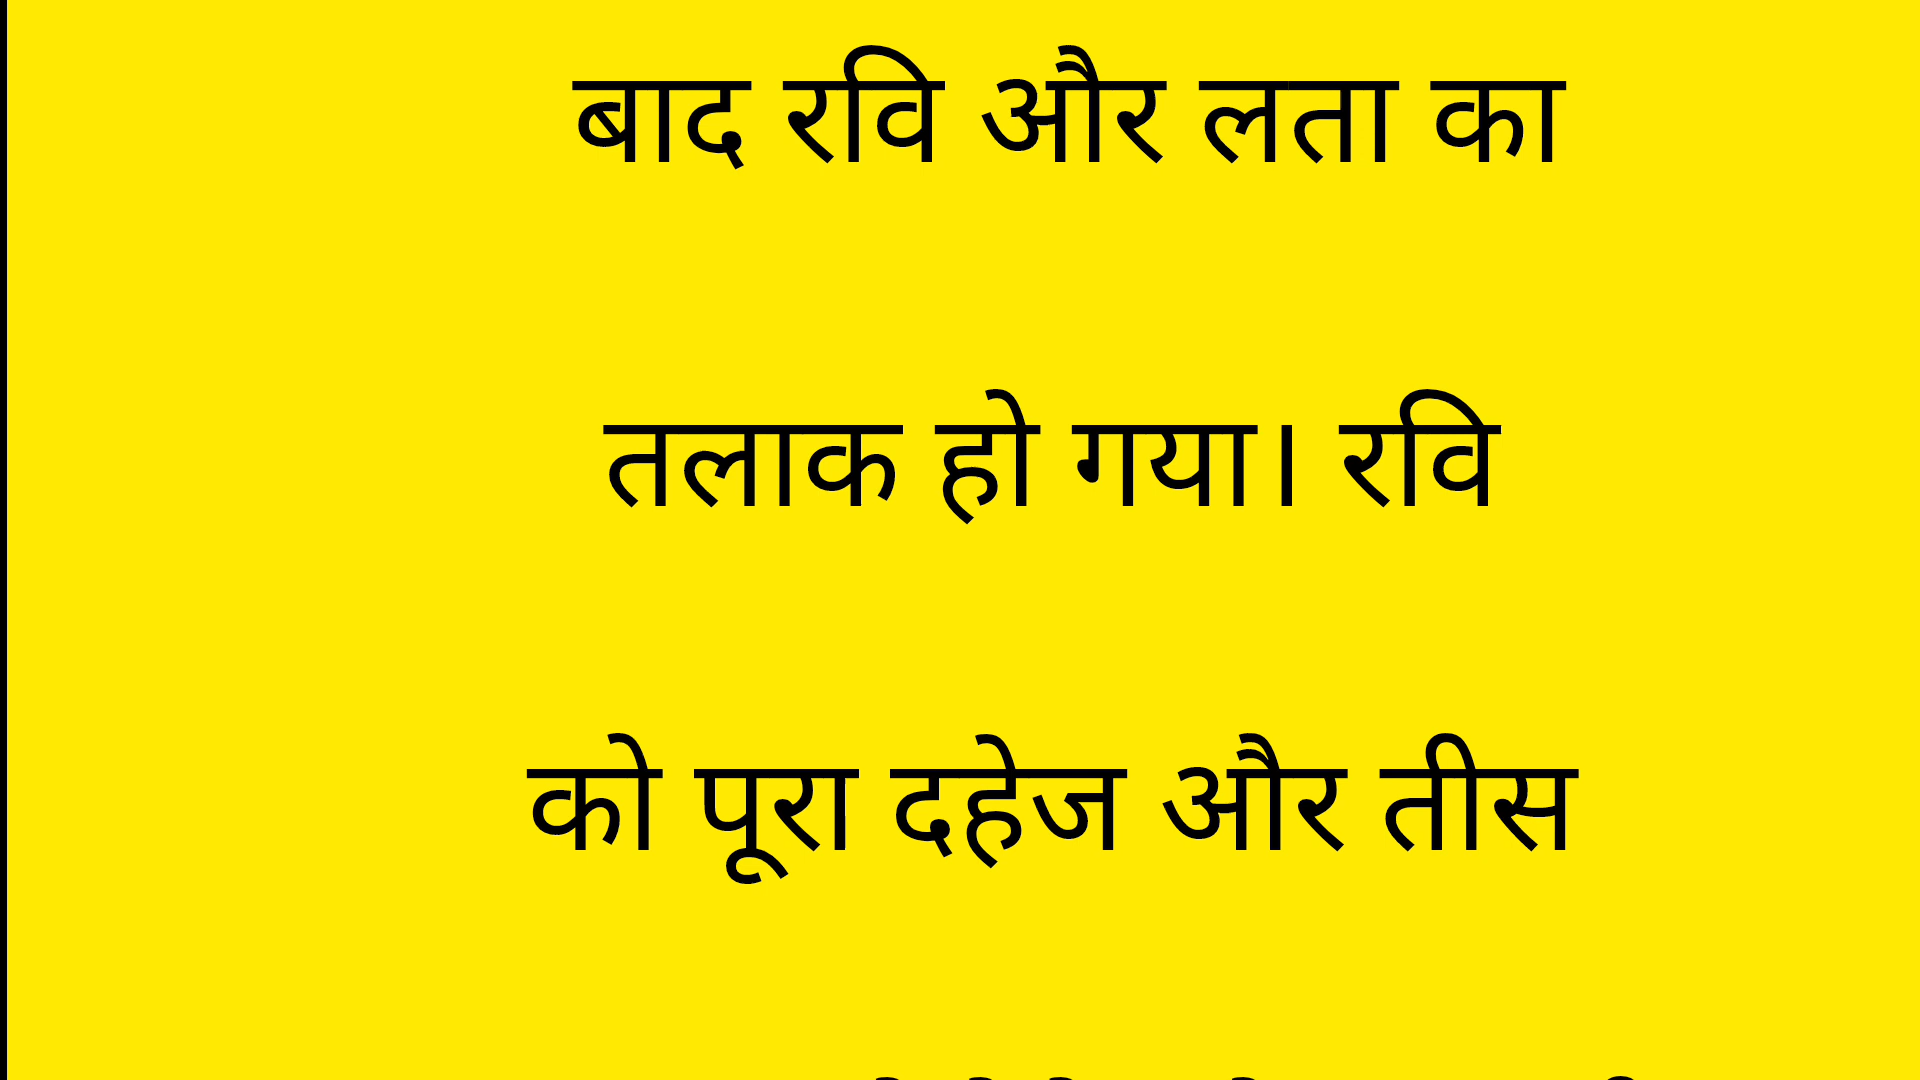 बाद रवि और लता का
तलाक हो गया। रवि
को पूरा दहेज और तीस